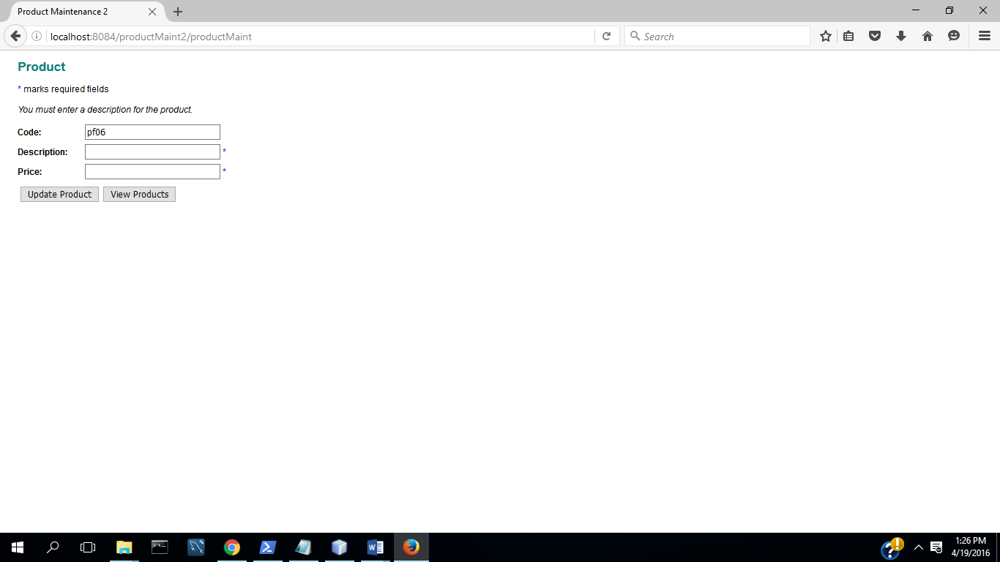 Product Maintenance 2
localhost:8084/productMaint2/productMaint
Search
Product
* marks required fields
You must enter a description for the product.
Code: pf06
Description: *
Price: *
Update Product View Products
1:26 PM
4/19/2016